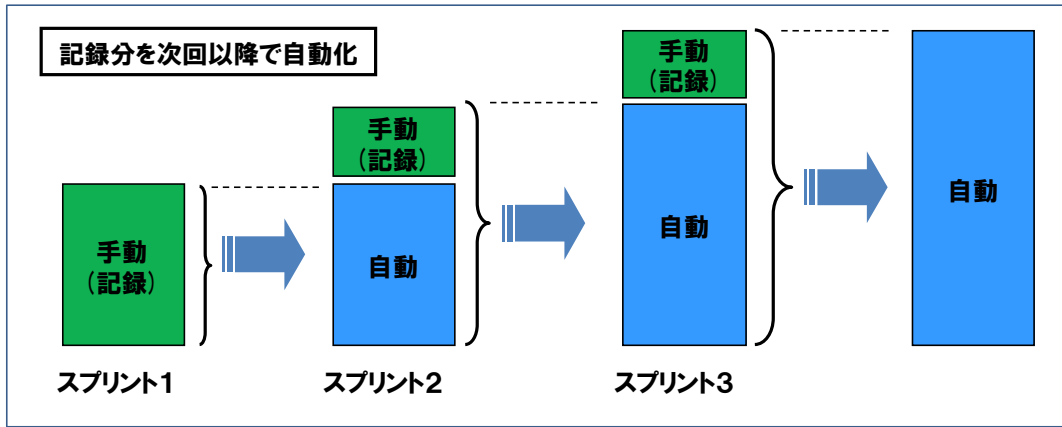 記録分を次回以降で自動化
手動
(記録)
スプリント1
手動
(記録)
自動
スプリント2
手動
(記録)
自動
スプリント3
自動